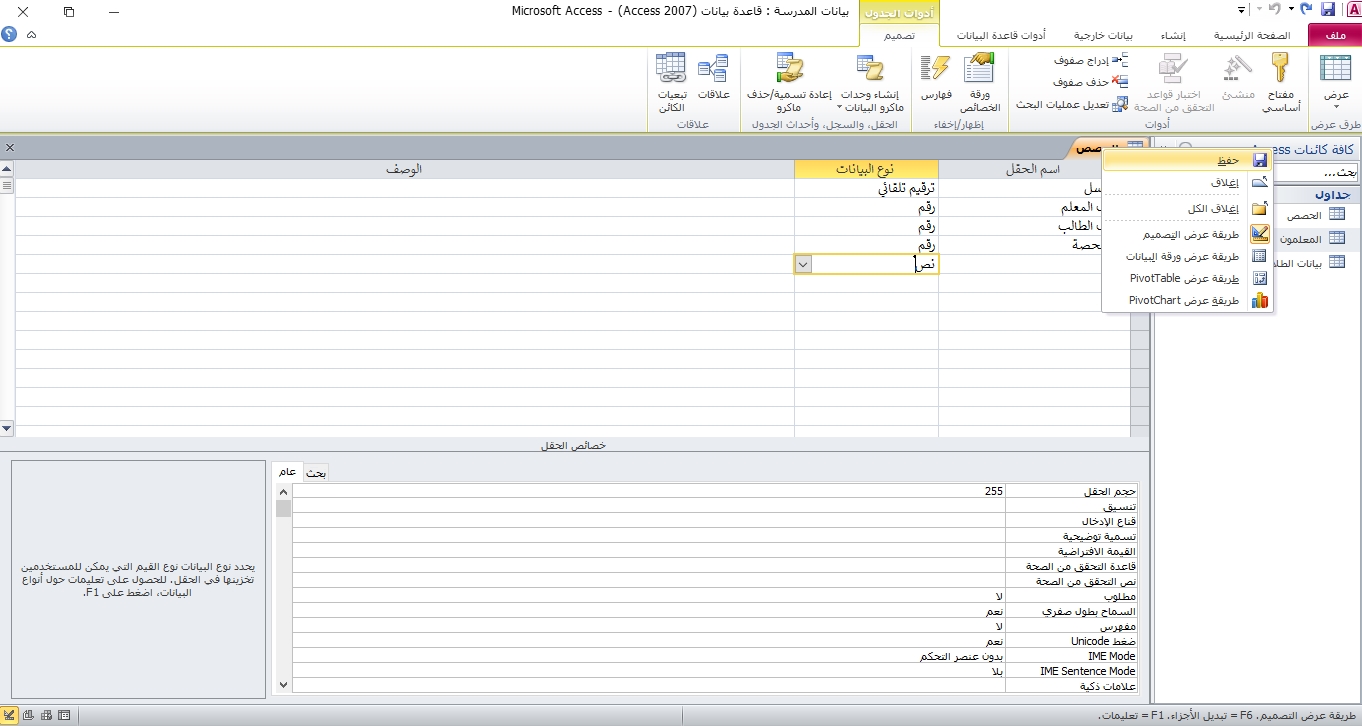 بيانات المدرسة : قاعدة بيانات (Access 2007) - Microsoft Access
أدوات الجدول
ملف
الصفحة الرئيسية
إنشاء
بيانات خارجية
أدوات قاعدة البيانات
تصميم
عرض
مفتاح أساسي
منشئ
اختبار قواعد التحقق من الصحة
إدراج صفوف
حذف صفوف
تعديل عمليات البحث
ورقة الخصائص
فهارس
إنشاء وحدات ماكرو البيانات
إعادة تسمية/حذف ماكرو
علاقات
تبعيات الكائن
طرق عرض
أدوات
إظهار/إخفاء
الحقل، والسجل، وأحداث الجدول
علاقات
كافة كائنات
بحث...
جداول
الحصص
المعلمون
بيانات
حفظ
إغلاق
إغلاق الكل
طريقة عرض التصميم
طريقة عرض ورقة البيانات
طريقة عرض PivotTable
طريقة عرض PivotChart
اسم الحقل
نوع البيانات
الوصف
ترقيم تلقائي
المعلم
رقم
الطالب
رقم
رقم
نص
خصائص الحقل
عام
بحث
حجم الحقل 255
تنسيق
قناع الإدخال
تسمية توضيحية
القيمة الافتراضية
قاعدة التحقق من الصحة
نص التحقق من الصحة
مطلوب لا
السماح بطول صفري نعم
مفهرس لا
ضغط Unicode نعم
IME Mode بدون عنصر التحكم
IME Sentence Mode بلا
علامات ذكية
يحدد نوع البيانات نوع القيم التي يمكن للمستخدمين
تخزينها في الحقل. للحصول على تعليمات حول أنواع
البيانات، اضغط على F1.
طريقة عرض التصميم. F6 = تبديل الأجزاء. F1 = تعليمات.